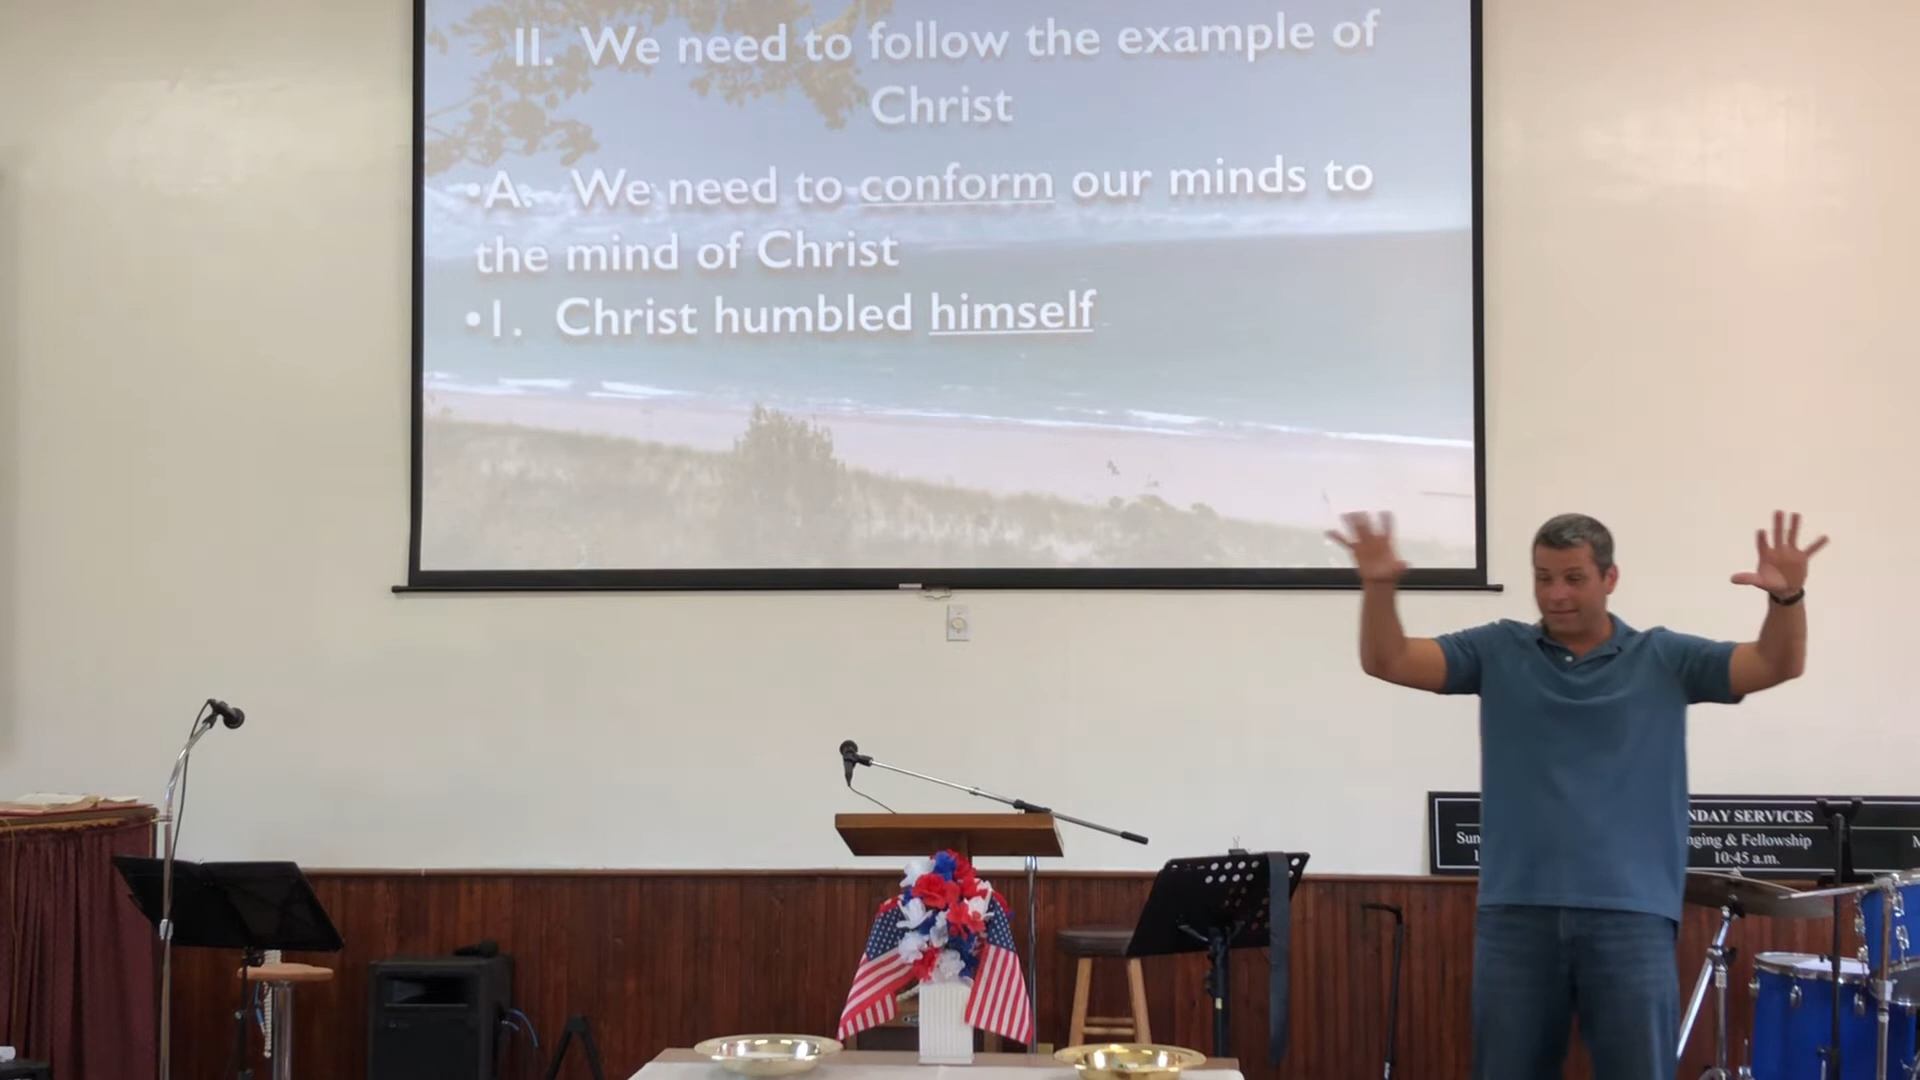 II. We need to follow the example of
Christ
•A. We need to conform our minds to
the mind of Christ
•1. Christ humbled himself
NDAY SERVICES
Sun
nging & Fellowship
10:45 a.m.